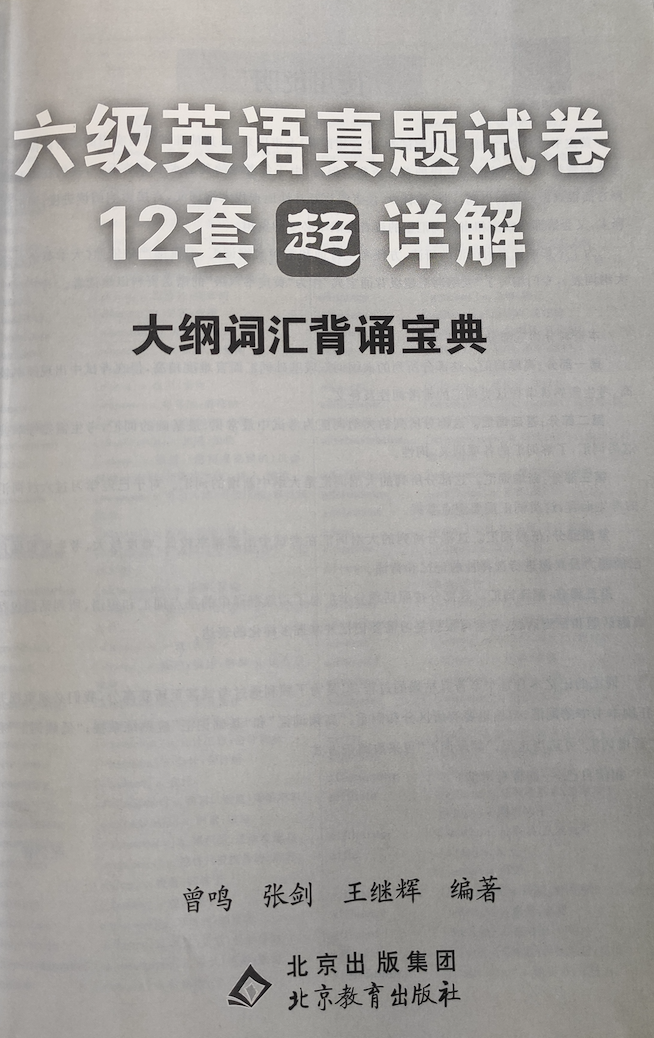 六级英语真题试卷
12套超详解
大纲词汇背诵宝典
曾鸣 张剑 王继辉 编著
北京出版集团
北京教育出版社